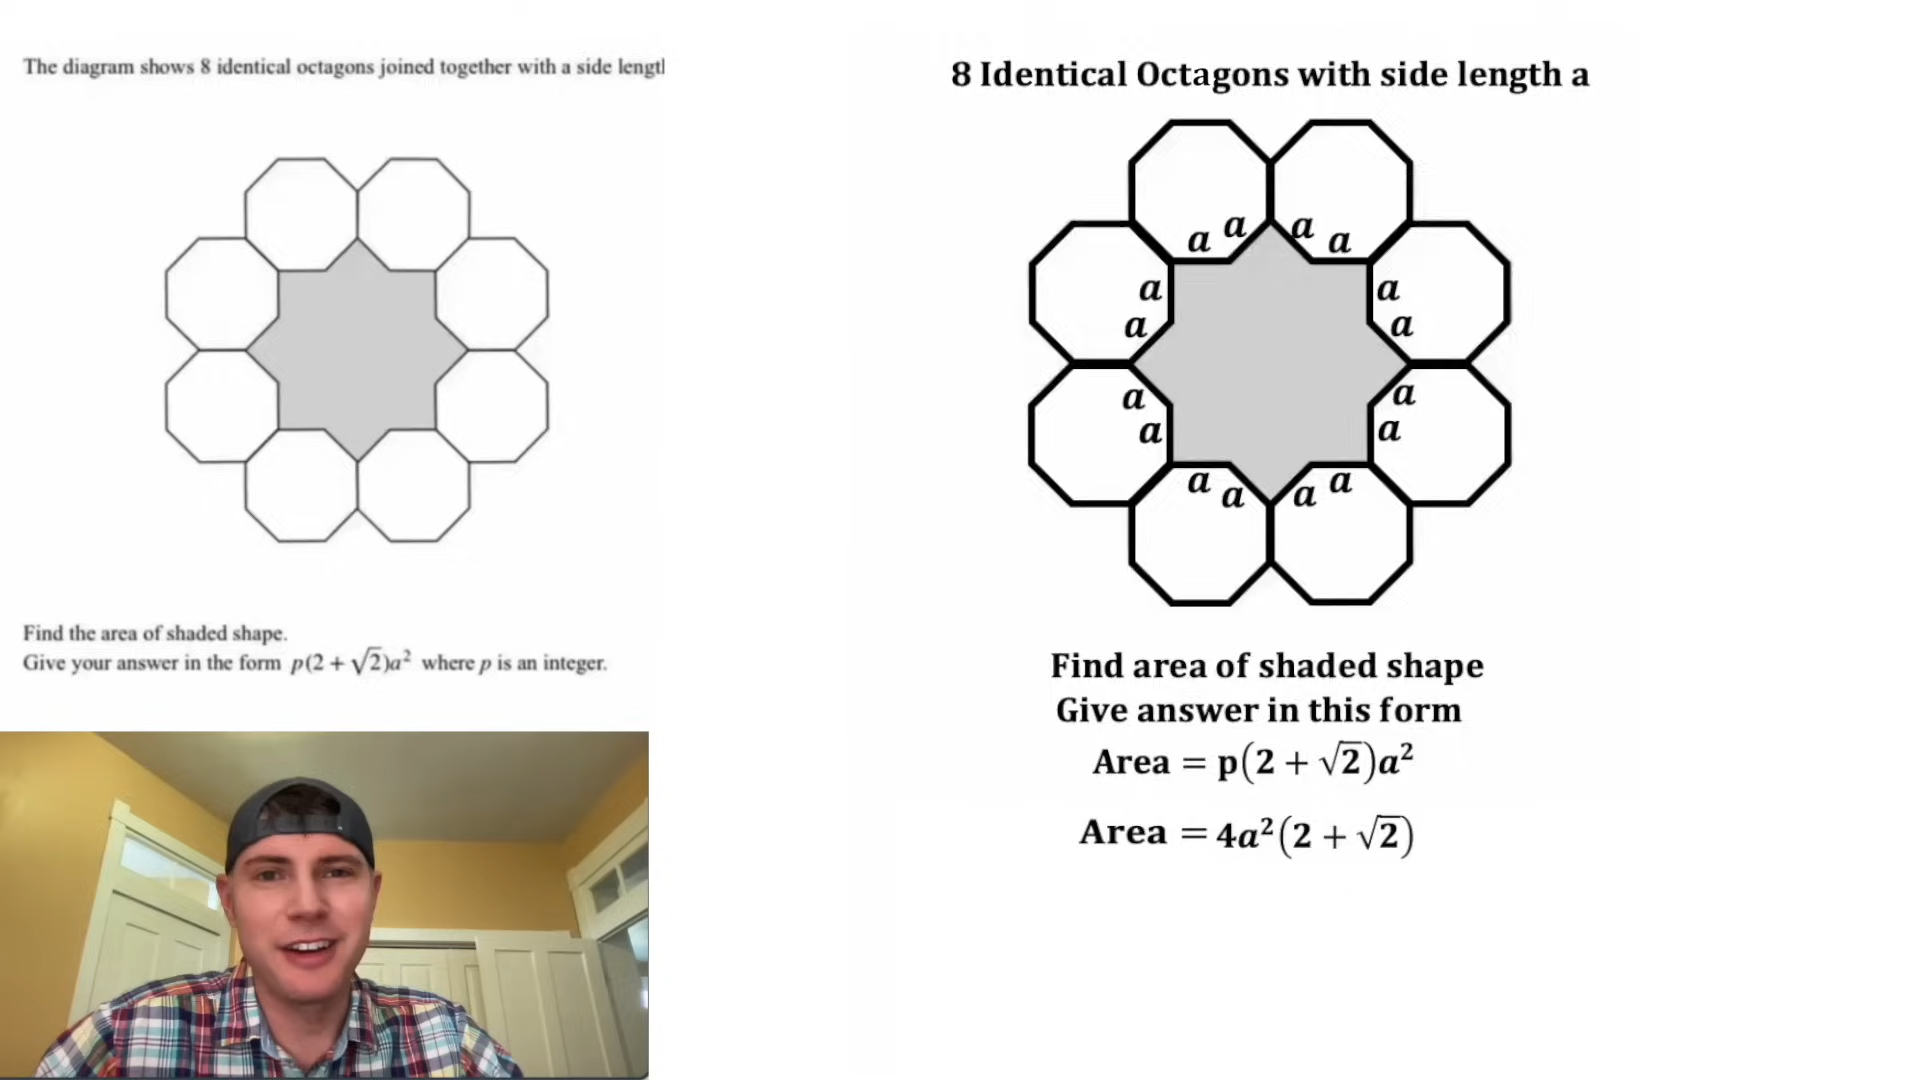 The diagram shows 8 identical octagons joined together with a side lengtl
Find the area of shaded shape.
Give your answer in the form p(2 + √2)a² where p is an integer.
8 Identical Octagons with side length a
a a a a
a a
a a
a a
a a
a a a a
Find area of shaded shape
Give answer in this form
Area = p(2 + √2)a²
Area = 4a²(2 + √2)